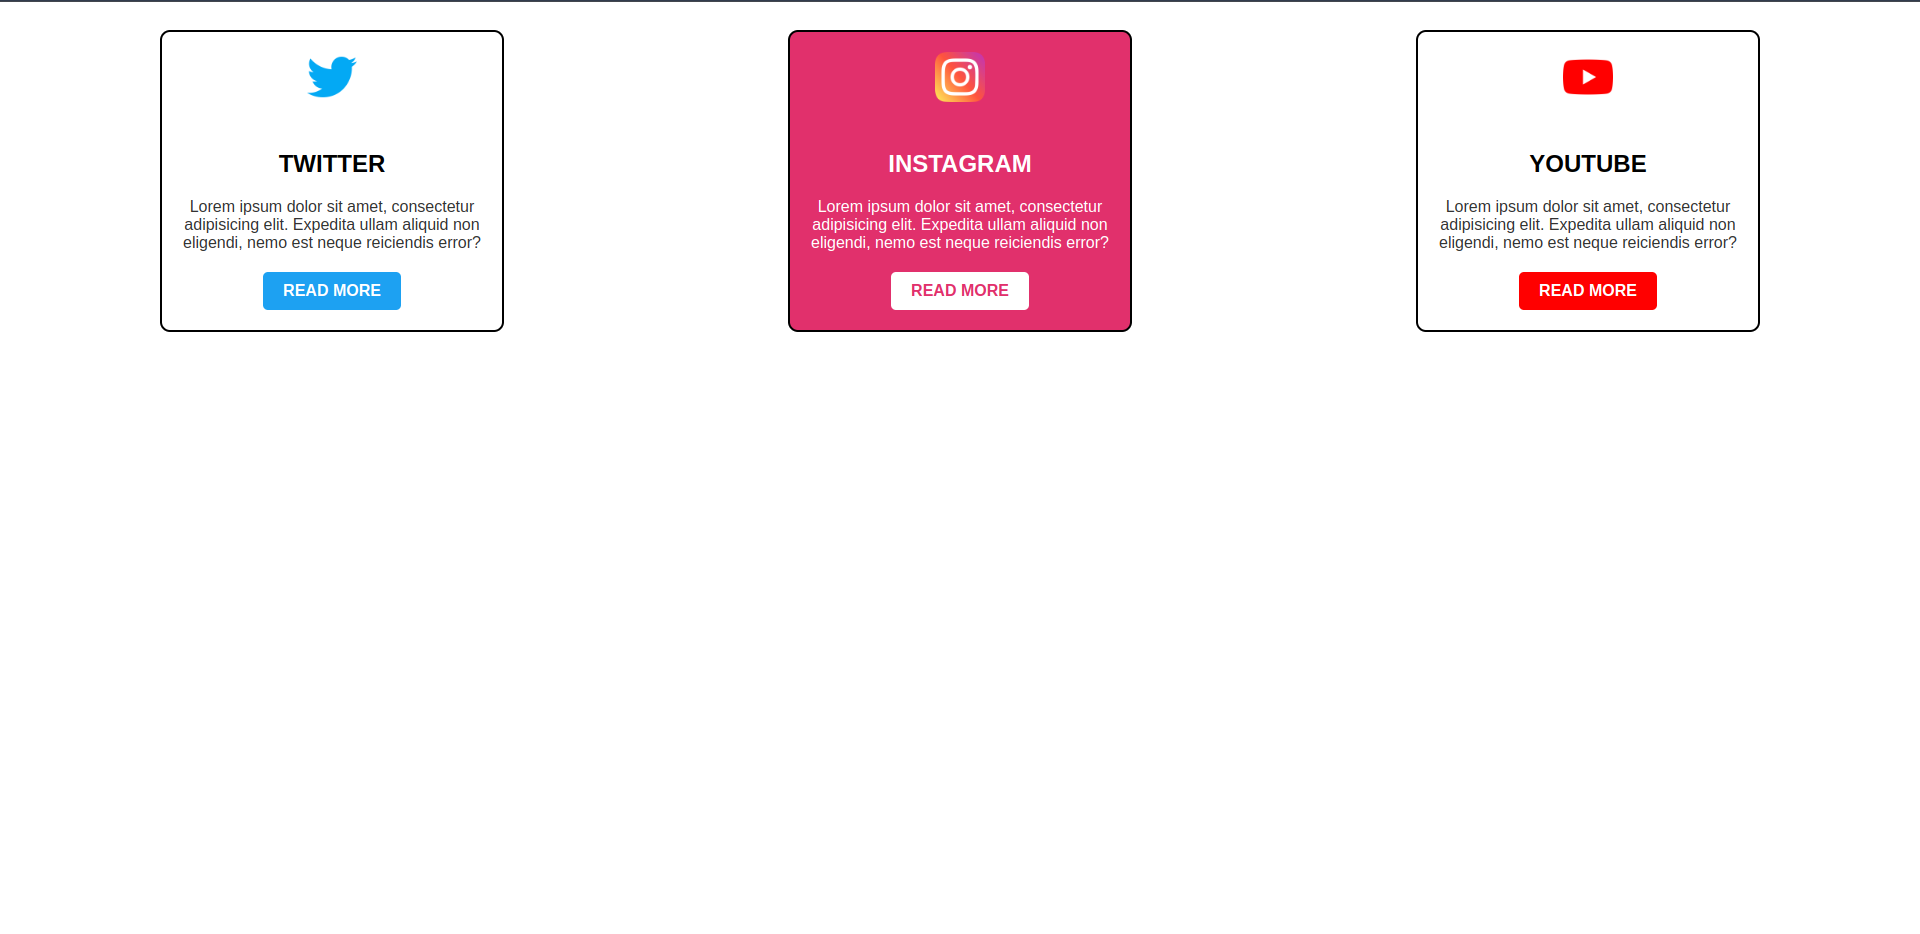 TWITTER
Lorem ipsum dolor sit amet, consectetur
adipisicing elit. Expedita ullam aliquid non
eligendi, nemo est neque reiciendis error?
READ MORE
INSTAGRAM
Lorem ipsum dolor sit amet, consectetur
adipisicing elit. Expedita ullam aliquid non
eligendi, nemo est neque reiciendis error?
READ MORE
YOUTUBE
Lorem ipsum dolor sit amet, consectetur
adipisicing elit. Expedita ullam aliquid non
eligendi, nemo est neque reiciendis error?
READ MORE